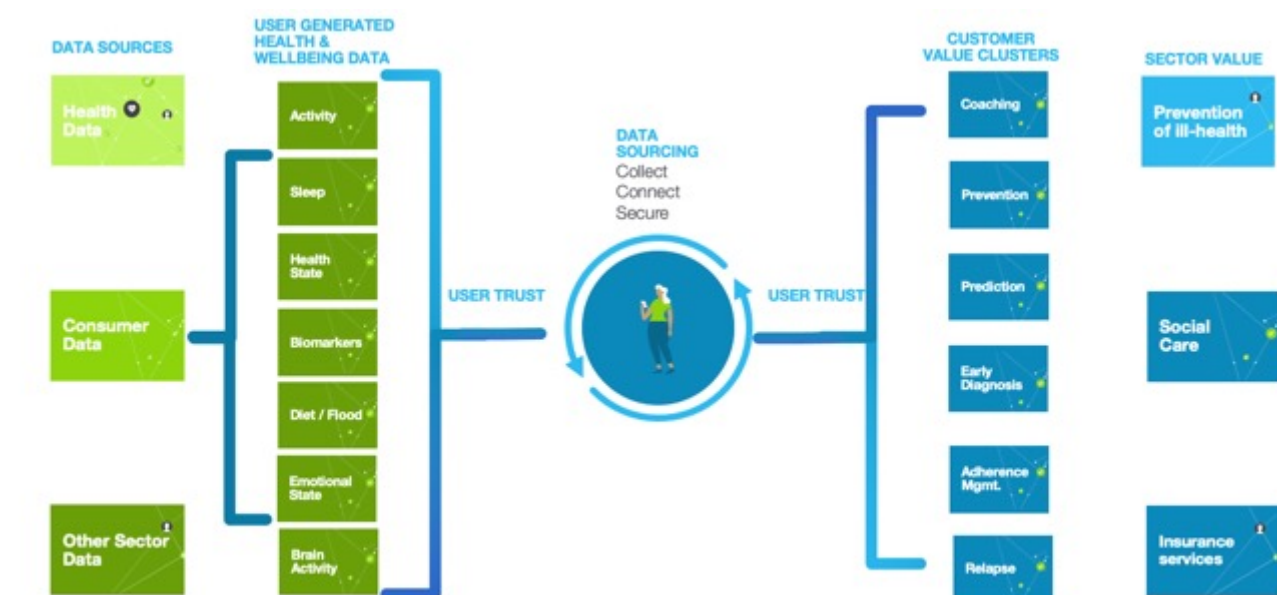 DATA SOURCES
Health
Data
Consumer
Data
Other Sector
Data
USER GENERATED
HEALTH &
WELLBEING DATA
Activity
Sleep
Health
State
Biomarkers
Diet / Flood
Emotional
State
Brain
Activity
USER TRUST
DATA
SOURCING
Collect
Connect
Secure
USER TRUST
CUSTOMER
VALUE CLUSTERS
Coaching
Prevention
Prediction
Early
Diagnosis
Adherence
Mgmt.
Relapse
SECTOR VALUE
Prevention
of ill-health
Social
Care
Insurance
services